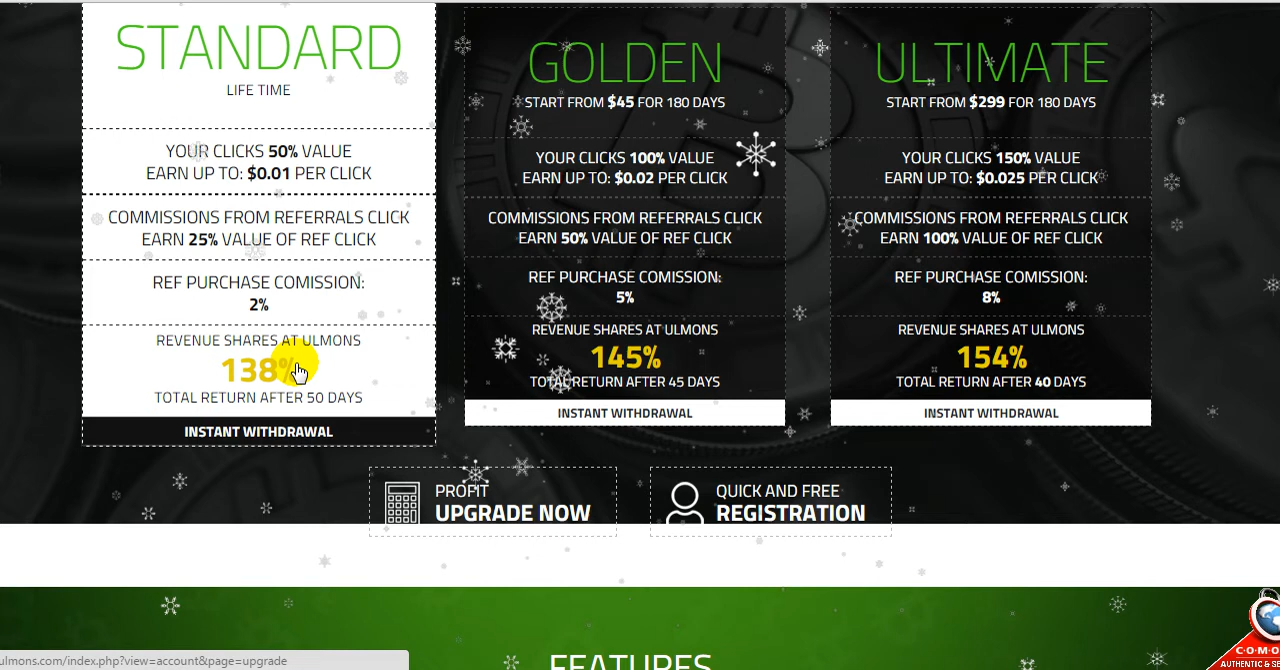 STANDARD
LIFE TIME
YOUR CLICKS 50% VALUE
EARN UP TO: $0.01 PER CLICK
COMMISSIONS FROM REFERRALS CLICK
EARN 25% VALUE OF REF CLICK
REF PURCHASE COMISSION:
2%
REVENUE SHARES AT ULMONS
138%
TOTAL RETURN AFTER 50 DAYS
INSTANT WITHDRAWAL
GOLDEN
START FROM $45 FOR 180 DAYS
YOUR CLICKS 100% VALUE
EARN UP TO: $0.02 PER CLICK
COMMISSIONS FROM REFERRALS CLICK
EARN 50% VALUE OF REF CLICK
REF PURCHASE COMISSION:
5%
REVENUE SHARES AT ULMONS
145%
TOTAL RETURN AFTER 45 DAYS
INSTANT WITHDRAWAL
ULTIMATE
START FROM $299 FOR 180 DAYS
YOUR CLICKS 150% VALUE
EARN UP TO: $0.025 PER CLICK
COMMISSIONS FROM REFERRALS CLICK
EARN 100% VALUE OF REF CLICK
REF PURCHASE COMISSION:
8%
REVENUE SHARES AT ULMONS
154%
TOTAL RETURN AFTER 40 DAYS
INSTANT WITHDRAWAL
PROFIT
UPGRADE NOW
QUICK AND FREE
REGISTRATION
FEATURES
ulmons.com/index.php?view=account&page=upgrade
COMO
AUTHENTIC & SE